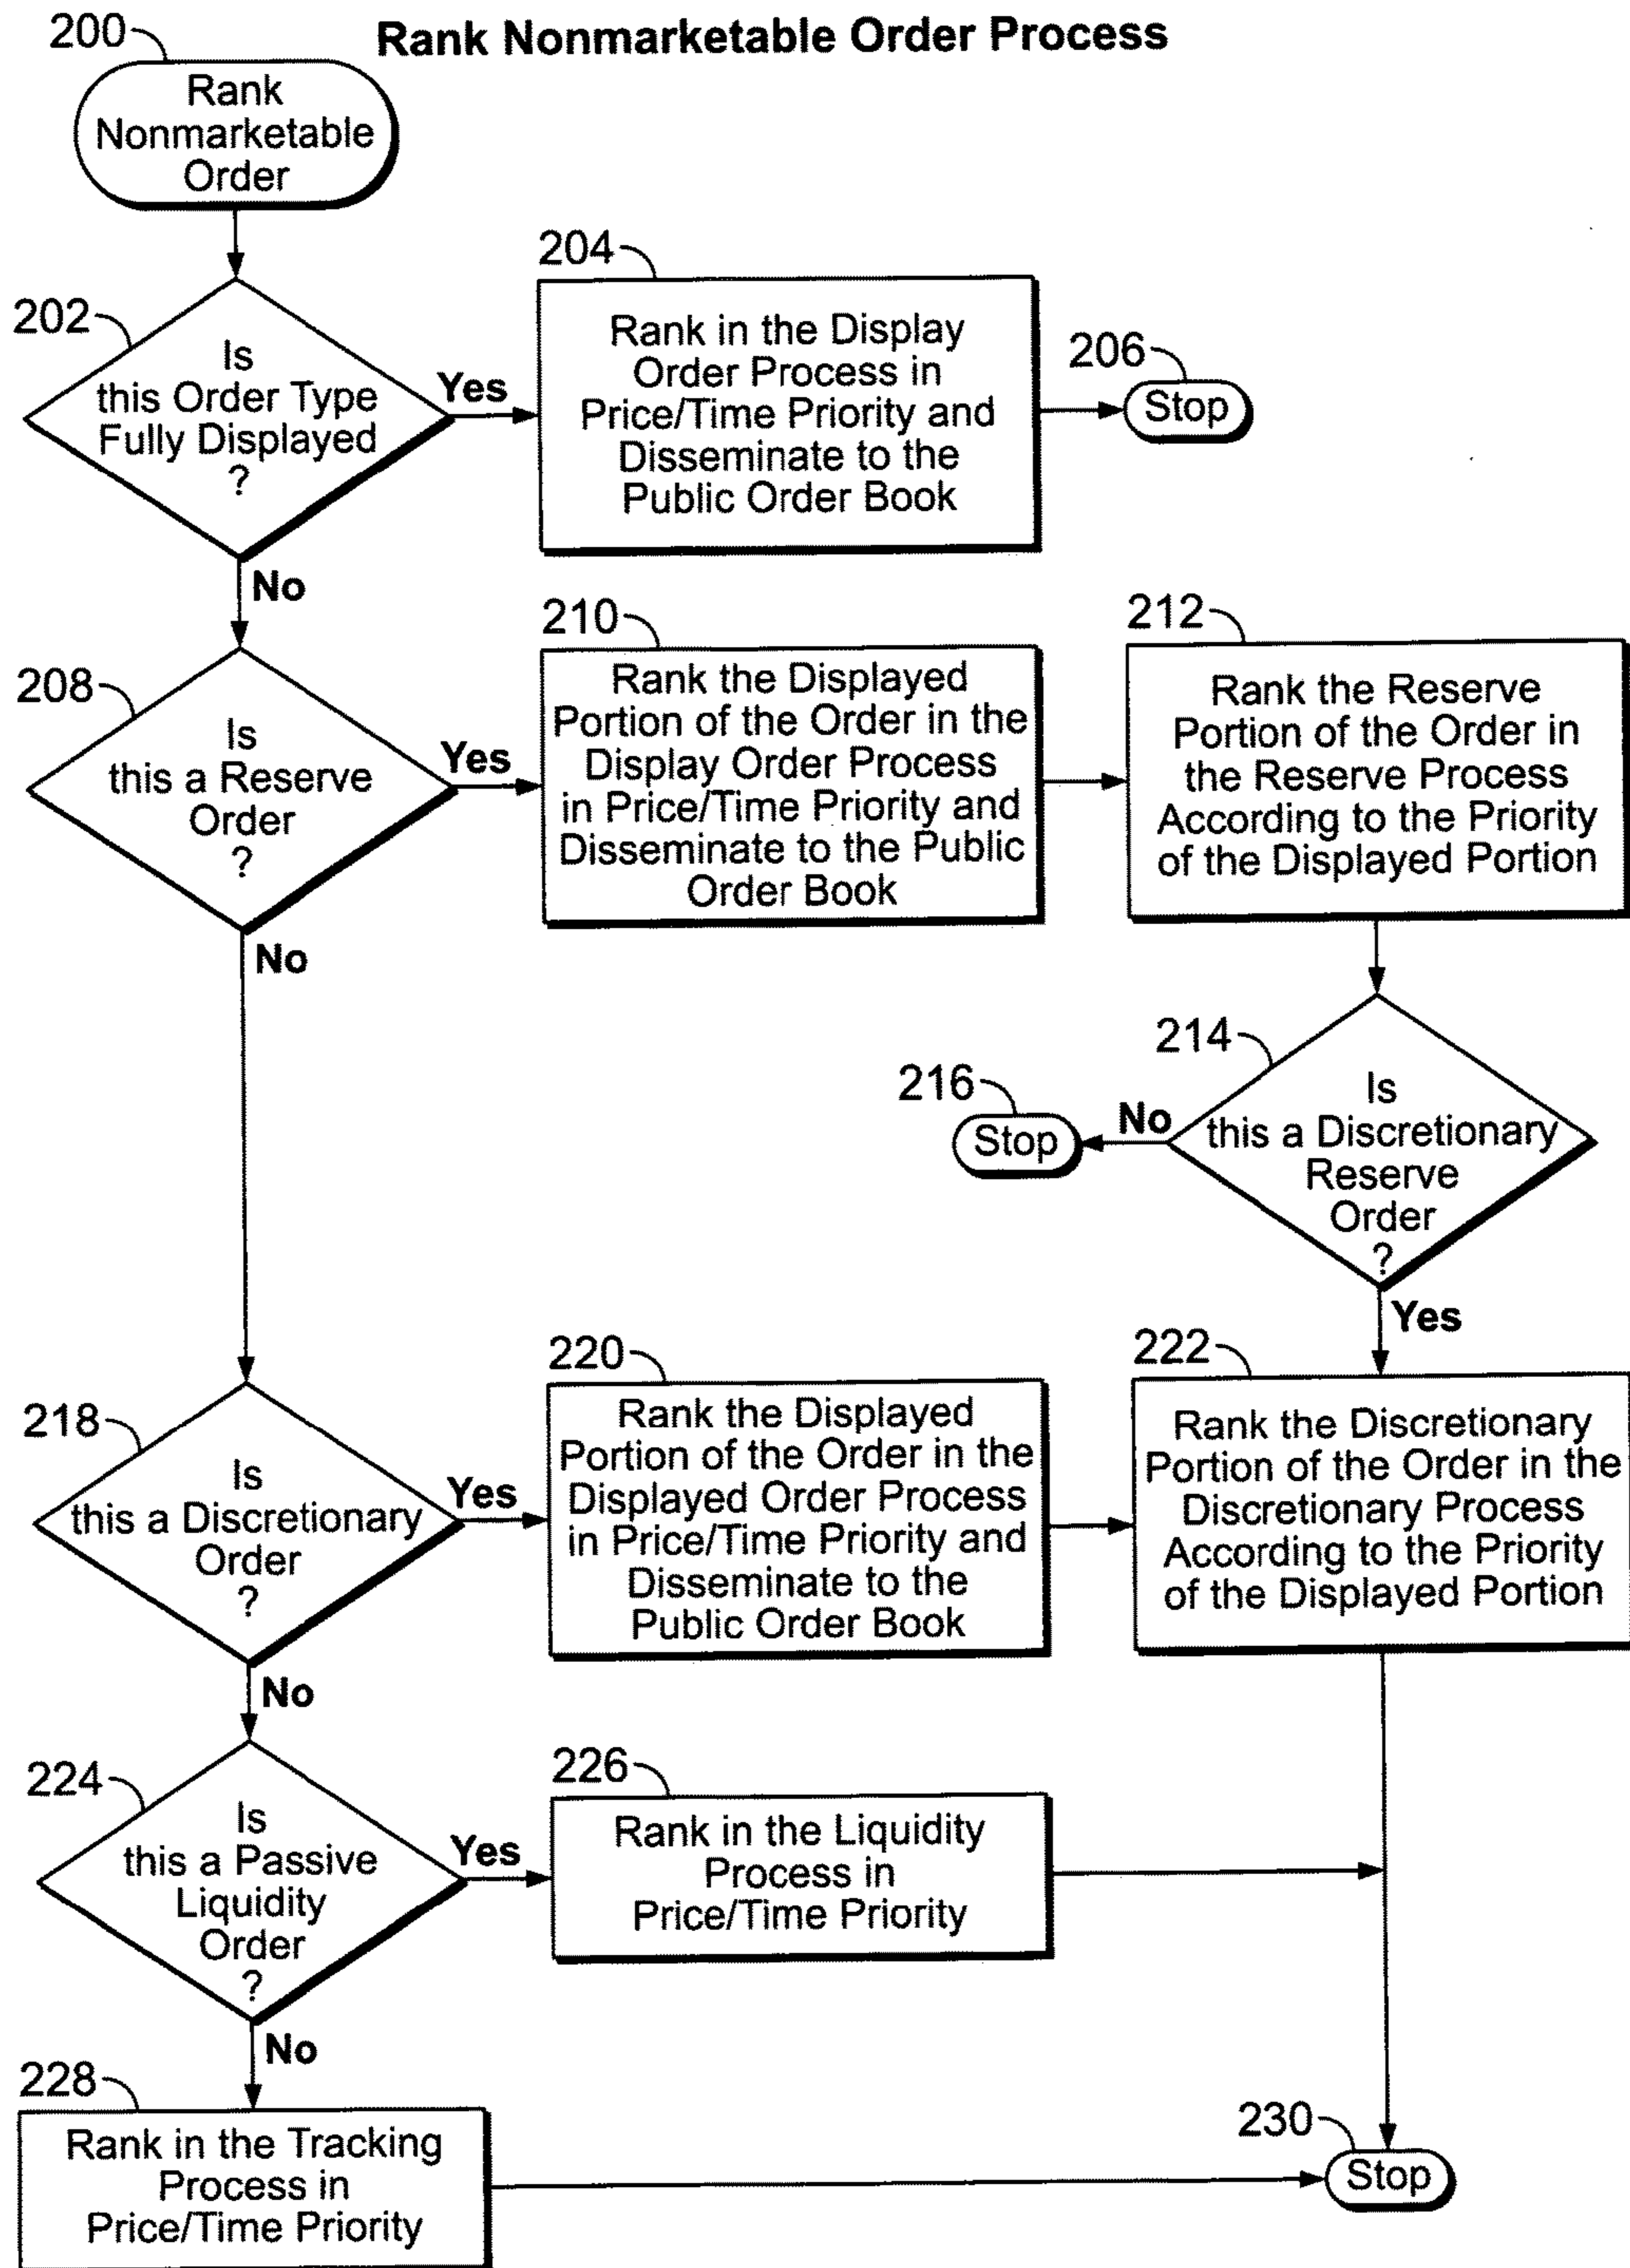 Rank Nonmarketable Order Process
200
Rank
Nonmarketable
Order
202
Is
this Order Type
Fully Displayed
?
Yes
No
204
Rank in the Display
Order Process in
Price/Time Priority and
Disseminate to the
Public Order Book
206
Stop
208
Is
this a Reserve
Order
?
Yes
No
210
Rank the Displayed
Portion of the Order in the
Display Order Process
in Price/Time Priority and
Disseminate to the Public
Order Book
212
Rank the Reserve
Portion of the Order in
the Reserve Process
According to the Priority
of the Displayed Portion
214
Is
this a Discretionary
Reserve
Order
?
No
Yes
216
Stop
218
Is
this a Discretionary
Order
?
Yes
No
220
Rank the Displayed
Portion of the Order in the
Displayed Order Process
in Price/Time Priority and
Disseminate to the
Public Order Book
222
Rank the Discretionary
Portion of the Order in the
Discretionary Process
According to the Priority
of the Displayed Portion
224
Is
this a Passive
Liquidity
Order
?
Yes
No
226
Rank in the Liquidity
Process in
Price/Time Priority
228
Rank in the Tracking
Process in
Price/Time Priority
230
Stop